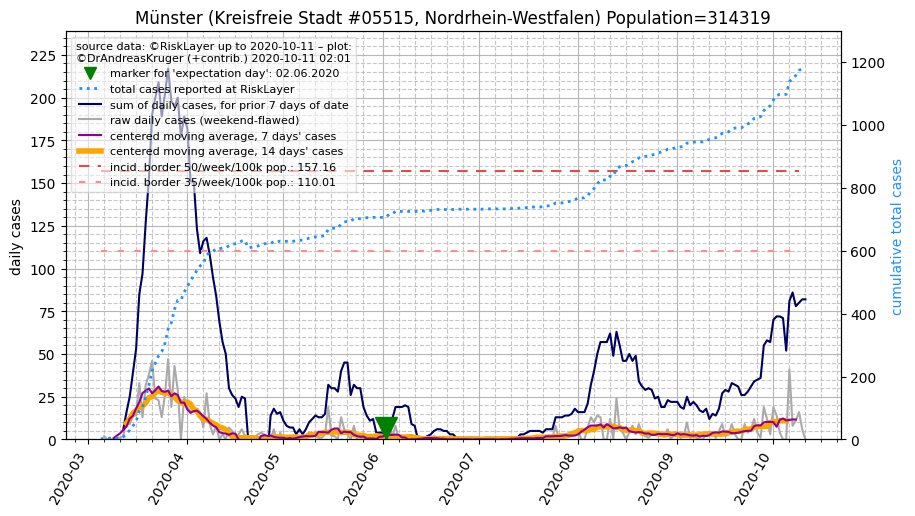 Münster (Kreisfreie Stadt #05515, Nordrhein-Westfalen) Population=314319
source data: ©RiskLayer up to 2020-10-11 – plot:
©DrAndreasKruger (+contrib.) 2020-10-11 02:01
marker for 'expectation day': 02.06.2020
total cases reported at RiskLayer
sum of daily cases, for prior 7 days of date
raw daily cases (weekend-flawed)
centered moving average, 7 days' cases
centered moving average, 14 days' cases
incid. border 50/week/100k pop.: 157.16
incid. border 35/week/100k pop.: 110.01
daily cases
225
200
175
150
125
100
75
50
25
0
cumulative total cases
1200
1000
800
600
400
200
0
2020-03
2020-04
2020-05
2020-06
2020-07
2020-08
2020-09
2020-10